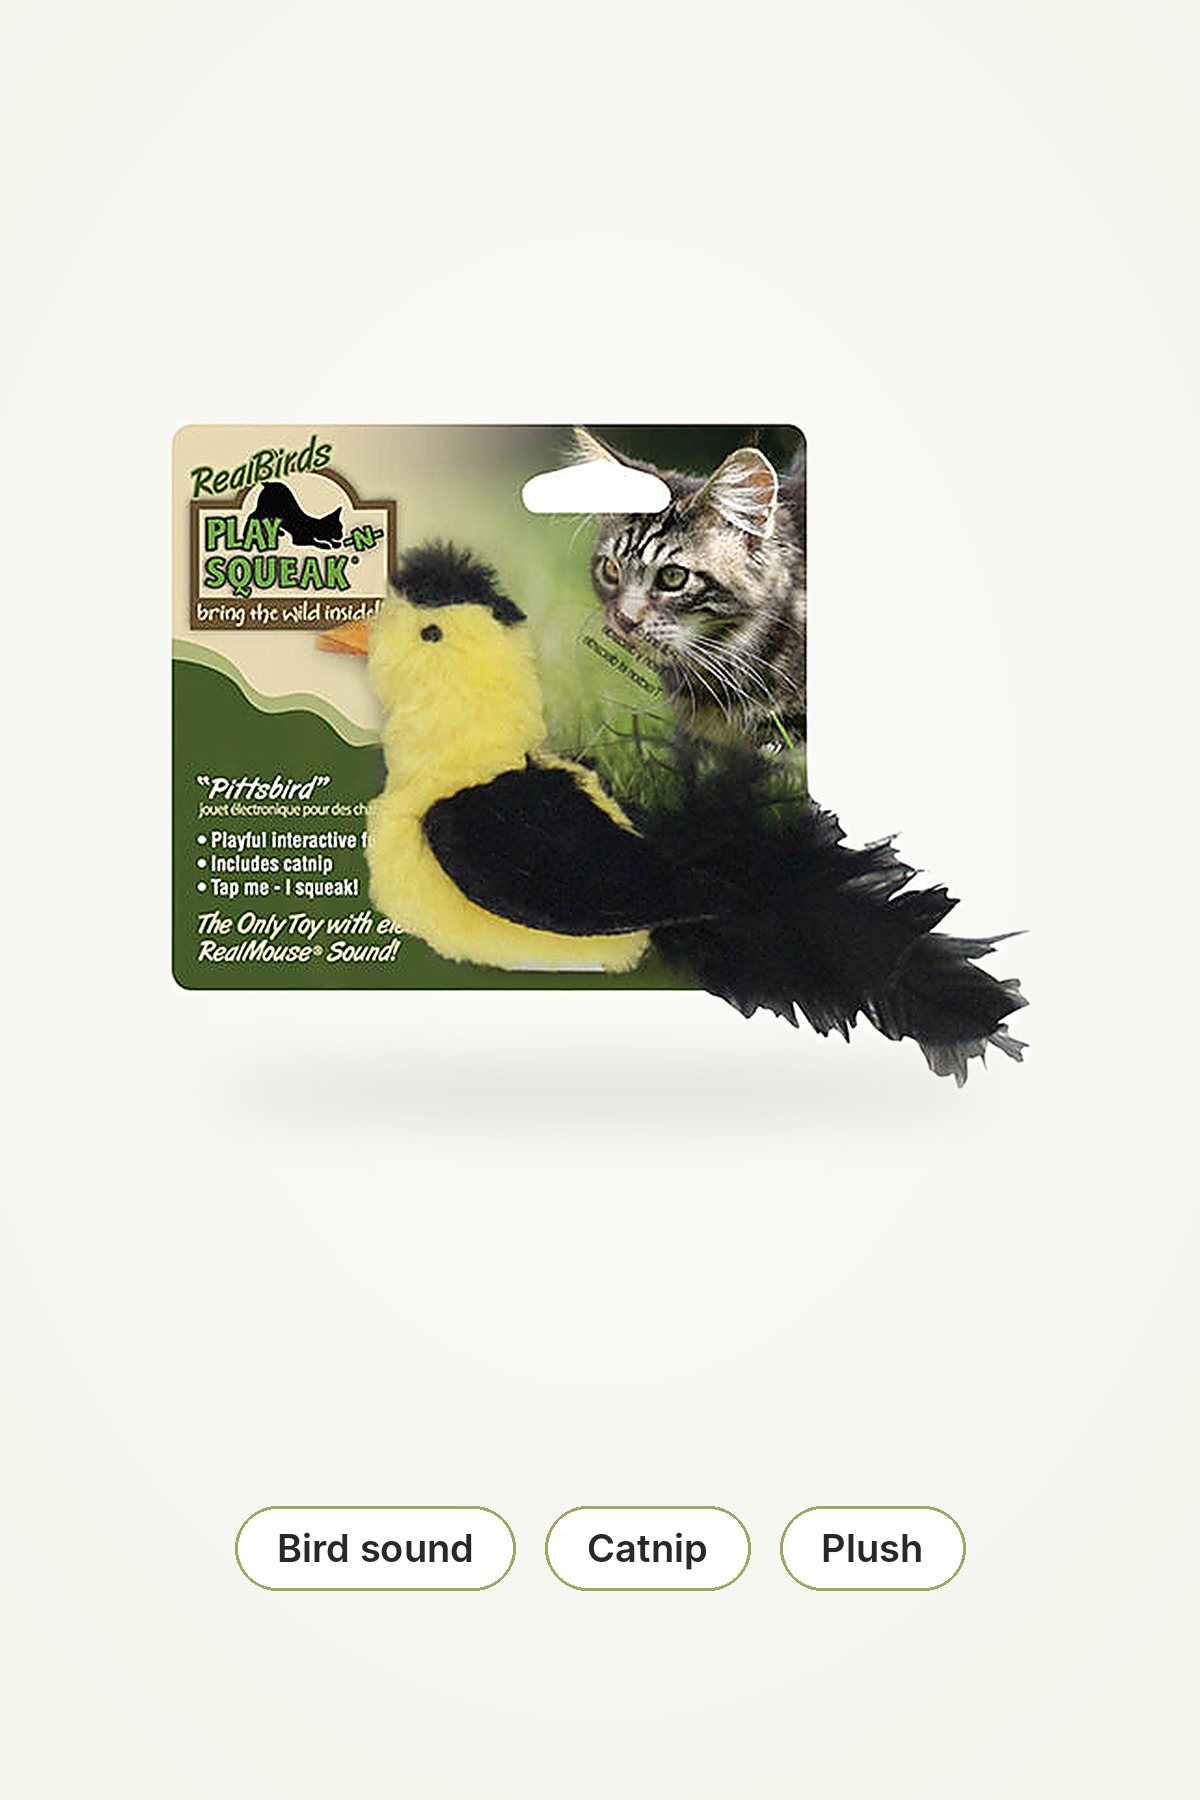 RealBirds
PLAY -N-
SQUEAK®
bring the wild inside!
"Pittsbird"
jouet électronique pour des
• Playful interactive
• Includes catnip
• Tap me - I squeak!
The Only Toy with
RealMouse® Sound!
Bird sound
Catnip
Plush